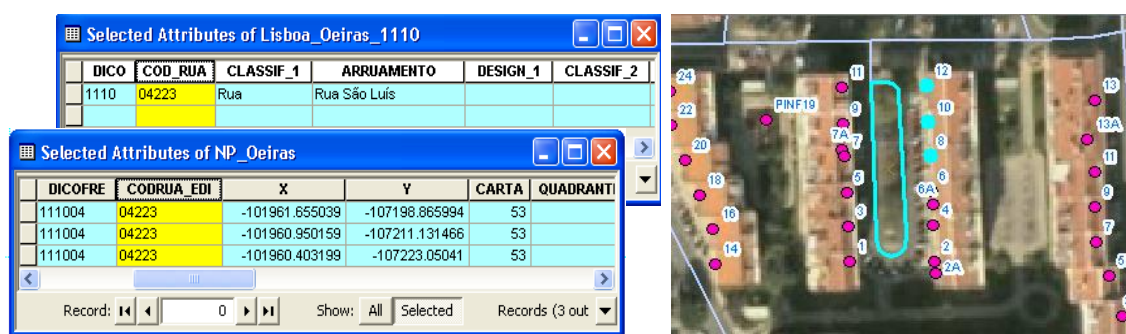 Selected Attributes of Lisboa_Oeiras_1110
DICO COD_RUA CLASSIF_1 ARRUAMENTO DESIGN_1 CLASSIF_2
1110 04223 Rua Rua São Luís
Selected Attributes of NP_Oeiras
DICOFRE CODRUA_EDI X Y CARTA QUADRANTI
111004 04223 -101961.655039 -107198.865994 53
111004 04223 -101960.950159 -107211.131466 53
111004 04223 -101960.403199 -107223.05041 53
Record: 0 Show: All Selected Records (3 out
24 11 12 13
22 PINF19 9 10 13A
7A
20 7 8 11
18 5 6 9
6A
16 3 4 7
14 1 2 5
2A
3